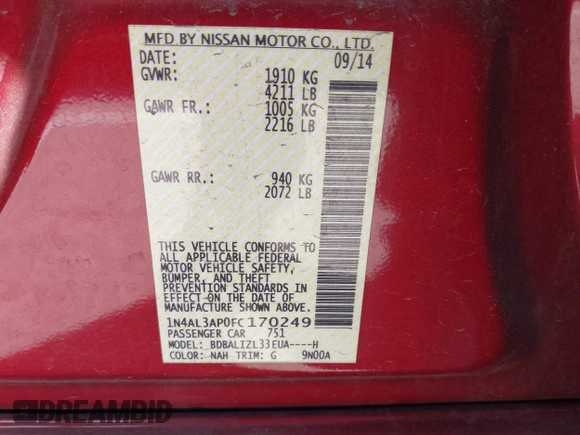 MFD BY NISSAN MOTOR CO., LTD.
DATE: 09/14
GVWR: 1910 KG
4211 LB
GAWR FR.: 1005 KG
2216 LB
GAWR RR.: 940 KG
2072 LB
THIS VEHICLE CONFORMS TO
ALL APPLICABLE FEDERAL
MOTOR VEHICLE SAFETY,
BUMPER, AND THEFT
PREVENTION STANDARDS
IN EFFECT ON THE DATE OF
MANUFACTURE SHOWN ABOVE.
1N4AL3AP0FC170249
PASSENGER CAR 751
MODEL: BDBALIZL33EUA----H
COLOR: NAH TRIM: G 9N00A
DREAMBID